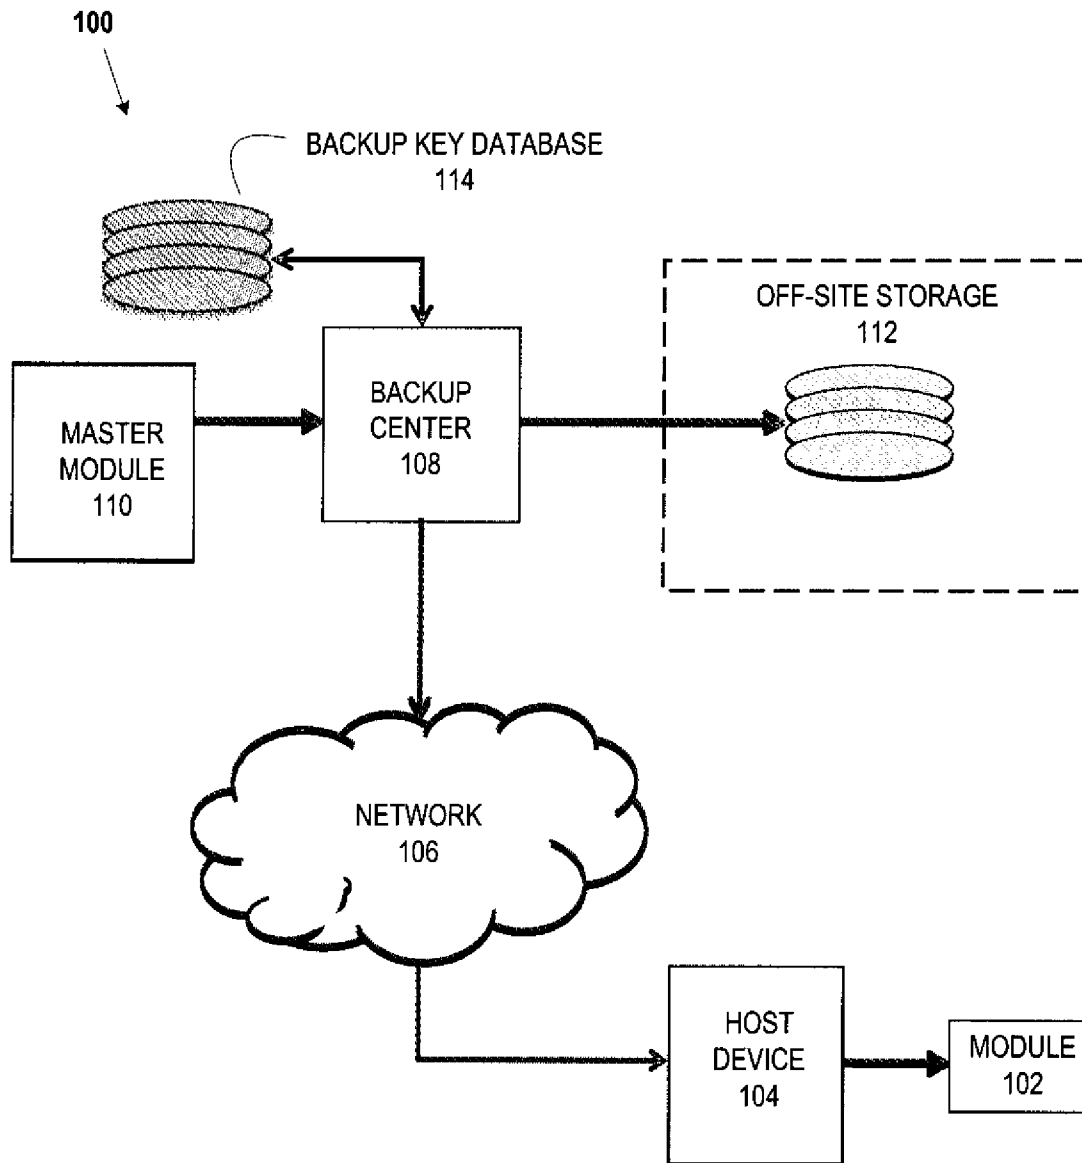 100
BACKUP KEY DATABASE
114
OFF-SITE STORAGE
112
BACKUP
CENTER
108
MASTER
MODULE
110
NETWORK
106
HOST
DEVICE
104
MODULE
102